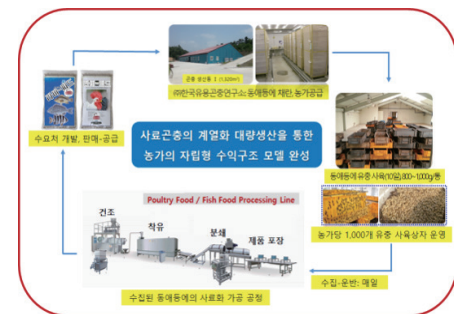 곤충 생산동 1 (1,020㎡)
㈜한국유용곤충연구소: 동애등에 채란, 농가공급
수요처 개발, 판매-공급
사료곤충의 계열화 대량생산을 통한
농가의 자립형 수익구조 모델 완성
동애등에 유충 사육(10일), 800~1,000g/통
농가당 1,000개 유충 사육상자 운영
수집-운반: 매일
Poultry Food / Fish Food Processing Line
건조
착유
분쇄
제품 포장
수집된 동애등에의 사료화 가공 공정